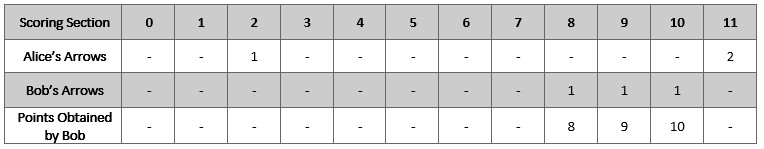 Scoring Section 0 1 2 3 4 5 6 7 8 9 10 11
Alice's Arrows - - 1 - - - - - - - - 2
Bob's Arrows - - - - - - - - 1 1 1 -
Points Obtained
by Bob - - - - - - - - 8 9 10 -